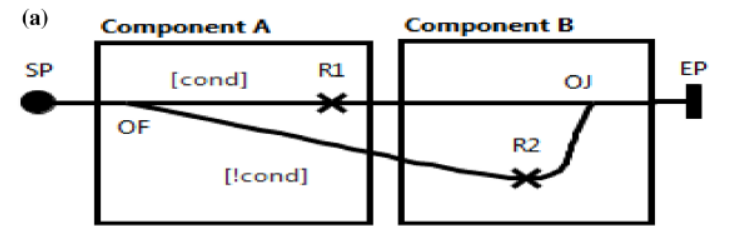 (a)
Component A
Component B
SP
[cond]
R1
OJ
EP
OF
R2
[!cond]